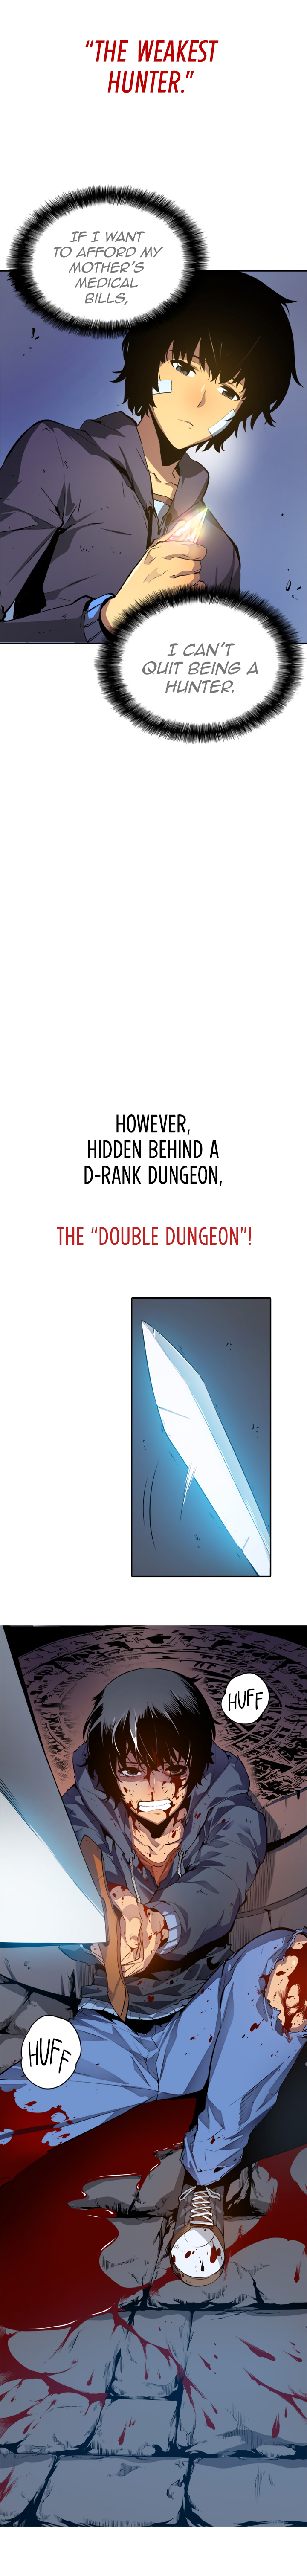 “THE WEAKEST
HUNTER.”
IF I WANT
TO AFFORD MY
MOTHER'S
MEDICAL
BILLS,
I CAN'T
QUIT BEING A
HUNTER.
HOWEVER,
HIDDEN BEHIND A
D-RANK DUNGEON,
THE “DOUBLE DUNGEON”!
HUFF
HUFF